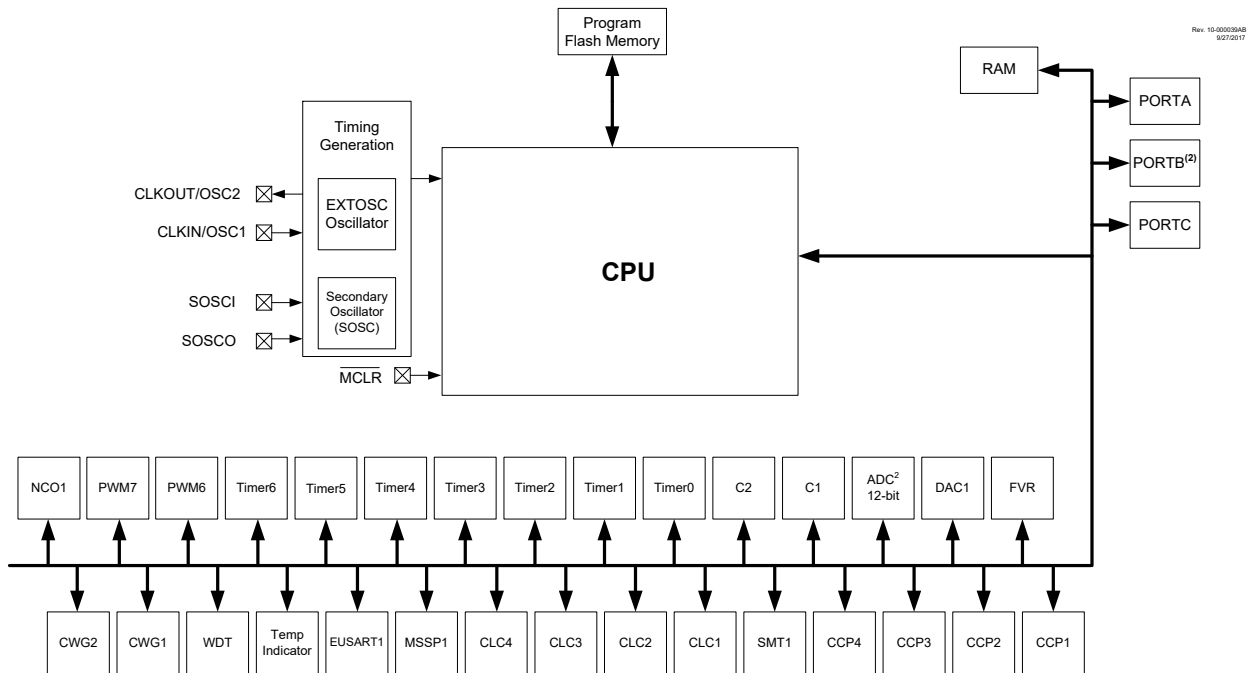 Program
Flash Memory
Rev. 10-000039AB
9/27/2017
RAM
PORTA
PORTB(2)
PORTC
Timing
Generation
EXTOSC
Oscillator
Secondary
Oscillator
(SOSC)
CLKOUT/OSC2
CLKIN/OSC1
SOSCI
SOSCO
MCLR
CPU
NCO1
PWM7
PWM6
Timer6
Timer5
Timer4
Timer3
Timer2
Timer1
Timer0
C2
C1
ADC2
12-bit
DAC1
FVR
CWG2
CWG1
WDT
Temp
Indicator
EUSART1
MSSP1
CLC4
CLC3
CLC2
CLC1
SMT1
CCP4
CCP3
CCP2
CCP1